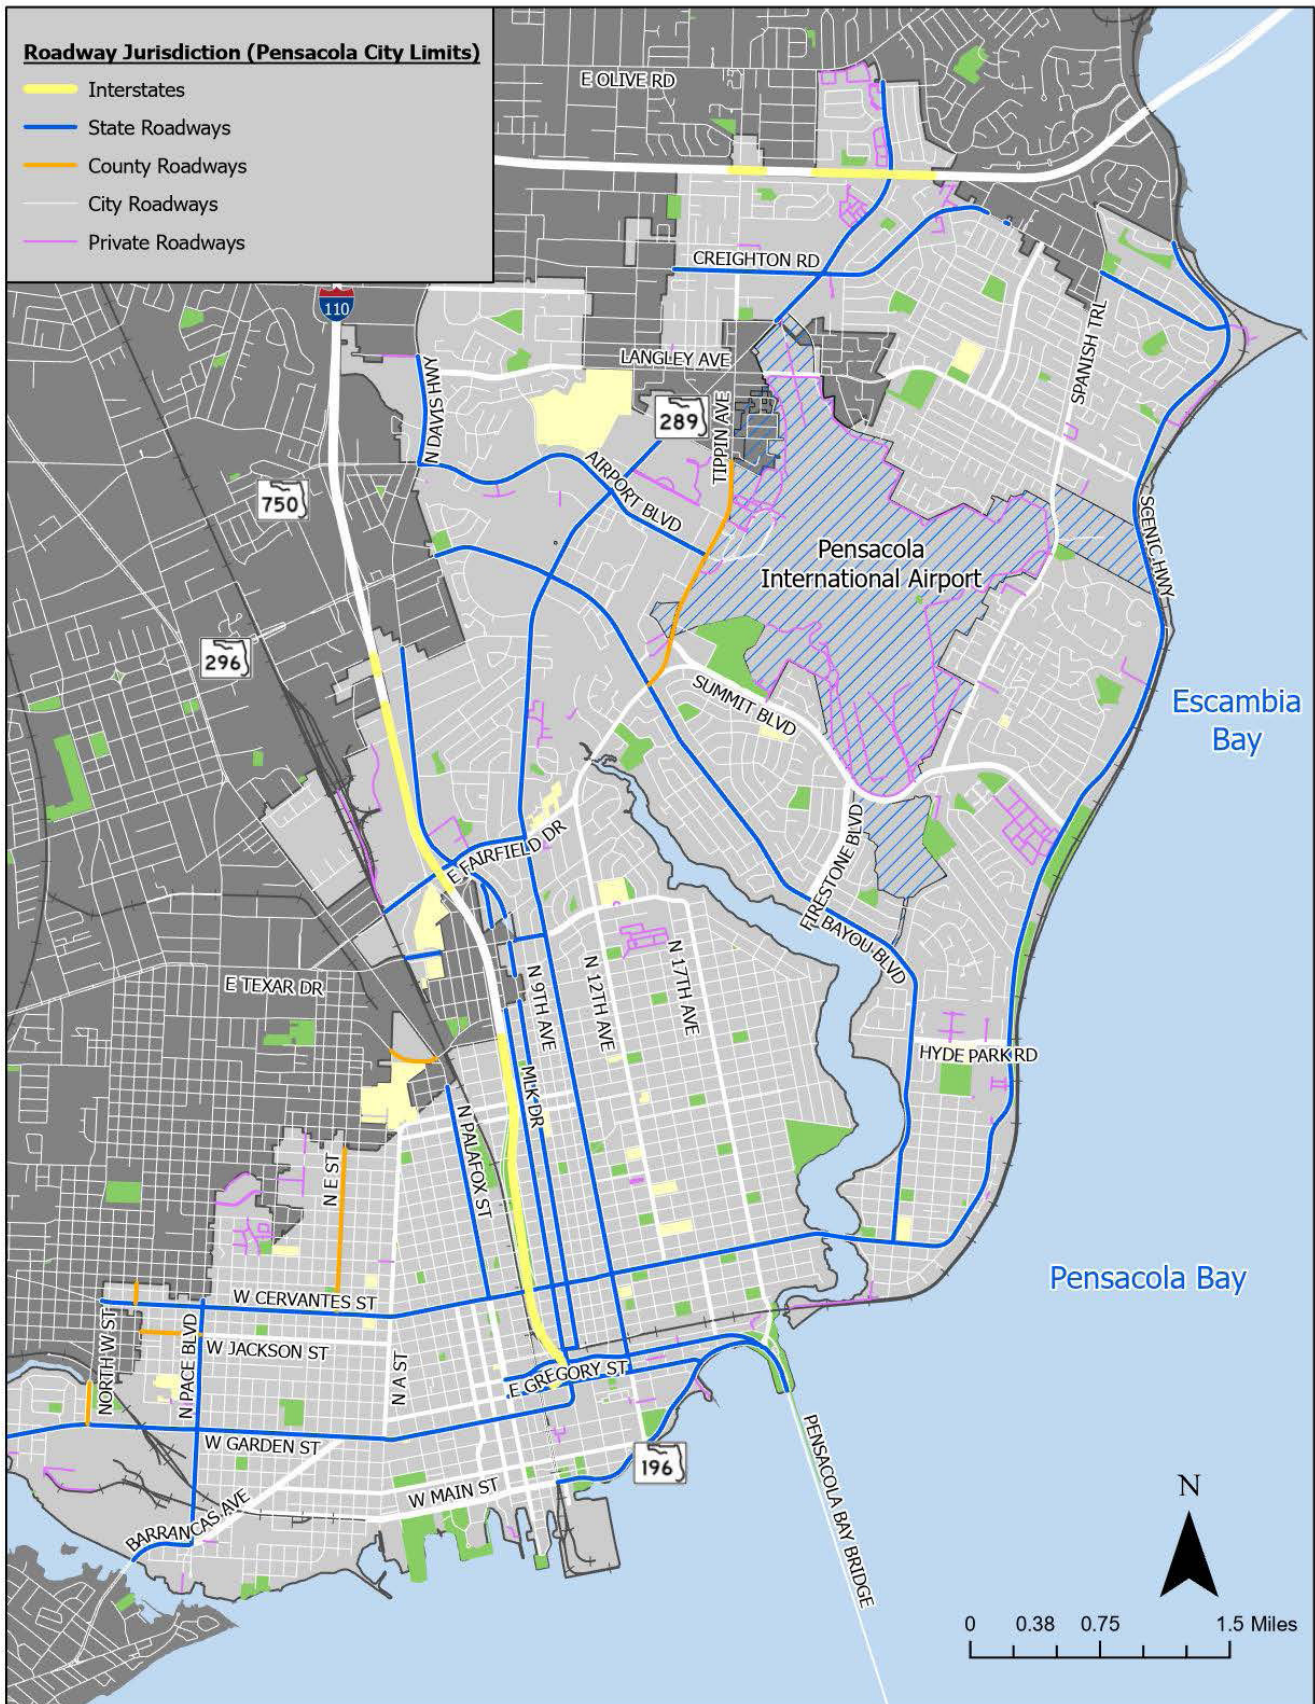 Roadway Jurisdiction (Pensacola City Limits)
Interstates
State Roadways
County Roadways
City Roadways
Private Roadways
E OLIVE RD
CREIGHTON RD
110
LANGLEY AVE
SPANISH TRL
N DAVIS HWY
289
TIPPIN AVE
AIRPORT BLVD
750
SCENIC HWY
Pensacola
International Airport
296
SUMMIT BLVD
Escambia
Bay
FIRESTONE BLVD
E FAIRFIELD DR
BAYOU BLVD
N 17TH AVE
N 12TH AVE
N 9TH AVE
E TEXAR DR
HYDE PARK RD
MLK DR
N PALAFOX ST
N E ST
Pensacola Bay
W CERVANTES ST
NORTH W ST
N PACE BLVD
W JACKSON ST
N A ST
E GREGORY ST
W GARDEN ST
196
W MAIN ST
BARRANCAS AVE
PENSACOLA BAY BRIDGE
N
0 0.38 0.75 1.5 Miles